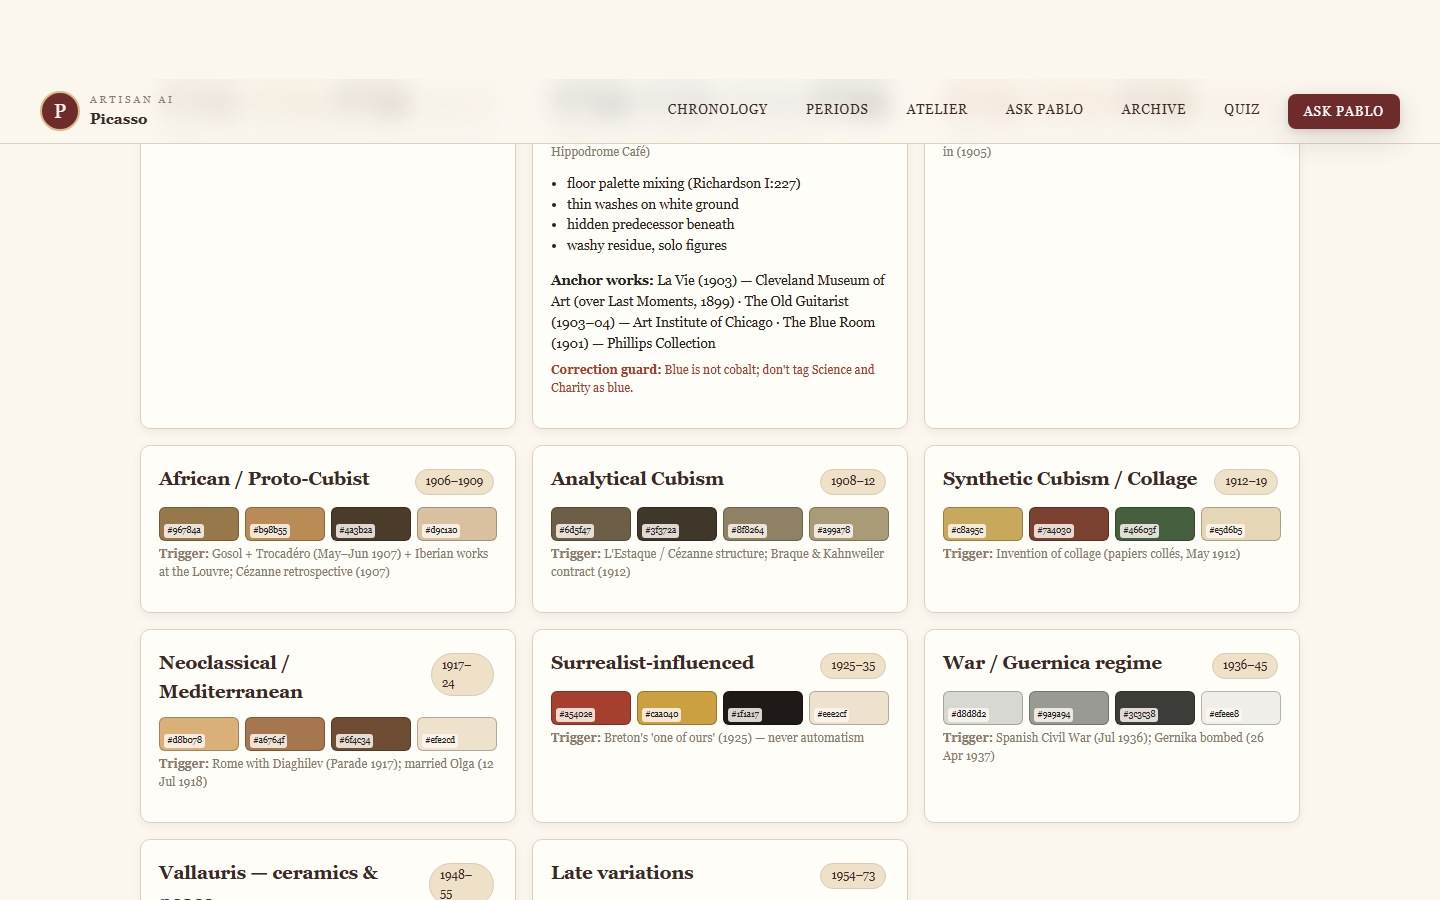 P
ARTISAN AI
Picasso
CHRONOLOGY
PERIODS
ATELIER
ASK PABLO
ARCHIVE
QUIZ
ASK PABLO
Hippodrome Café)
• floor palette mixing (Richardson I:227)
• thin washes on white ground
• hidden predecessor beneath
• washy residue, solo figures
Anchor works: La Vie (1903) — Cleveland Museum of
Art (over Last Moments, 1899) · The Old Guitarist
(1903–04) — Art Institute of Chicago · The Blue Room
(1901) — Phillips Collection
Correction guard: Blue is not cobalt; don't tag Science and
Charity as blue.
in (1905)
African / Proto-Cubist
1906–1909
#96784a
#b98b55
#4a3b2a
#d9c1a0
Trigger: Gosol + Trocadéro (May–Jun 1907) + Iberian works
at the Louvre; Cézanne retrospective (1907)
Analytical Cubism
1908–12
#6d5f47
#3f372a
#8f8264
#a99a78
Trigger: L'Estaque / Cézanne structure; Braque & Kahnweiler
contract (1912)
Synthetic Cubism / Collage
1912–19
#c8a95c
#7a4030
#46603f
#e5d6b5
Trigger: Invention of collage (papiers collés, May 1912)
Neoclassical /
Mediterranean
1917–
24
#d8b078
#a6764f
#6f4c34
#efe2cd
Trigger: Rome with Diaghilev (Parade 1917); married Olga (12
Jul 1918)
Surrealist-influenced
1925–35
#a5402e
#caa040
#1f1a17
#eee2cf
Trigger: Breton's 'one of ours' (1925) — never automatism
War / Guernica regime
1936–45
#d8d8d2
#9a9a94
#3c3c38
#efeee8
Trigger: Spanish Civil War (Jul 1936); Gernika bombed (26
Apr 1937)
Vallauris — ceramics &
1948–
55
Late variations
1954–73